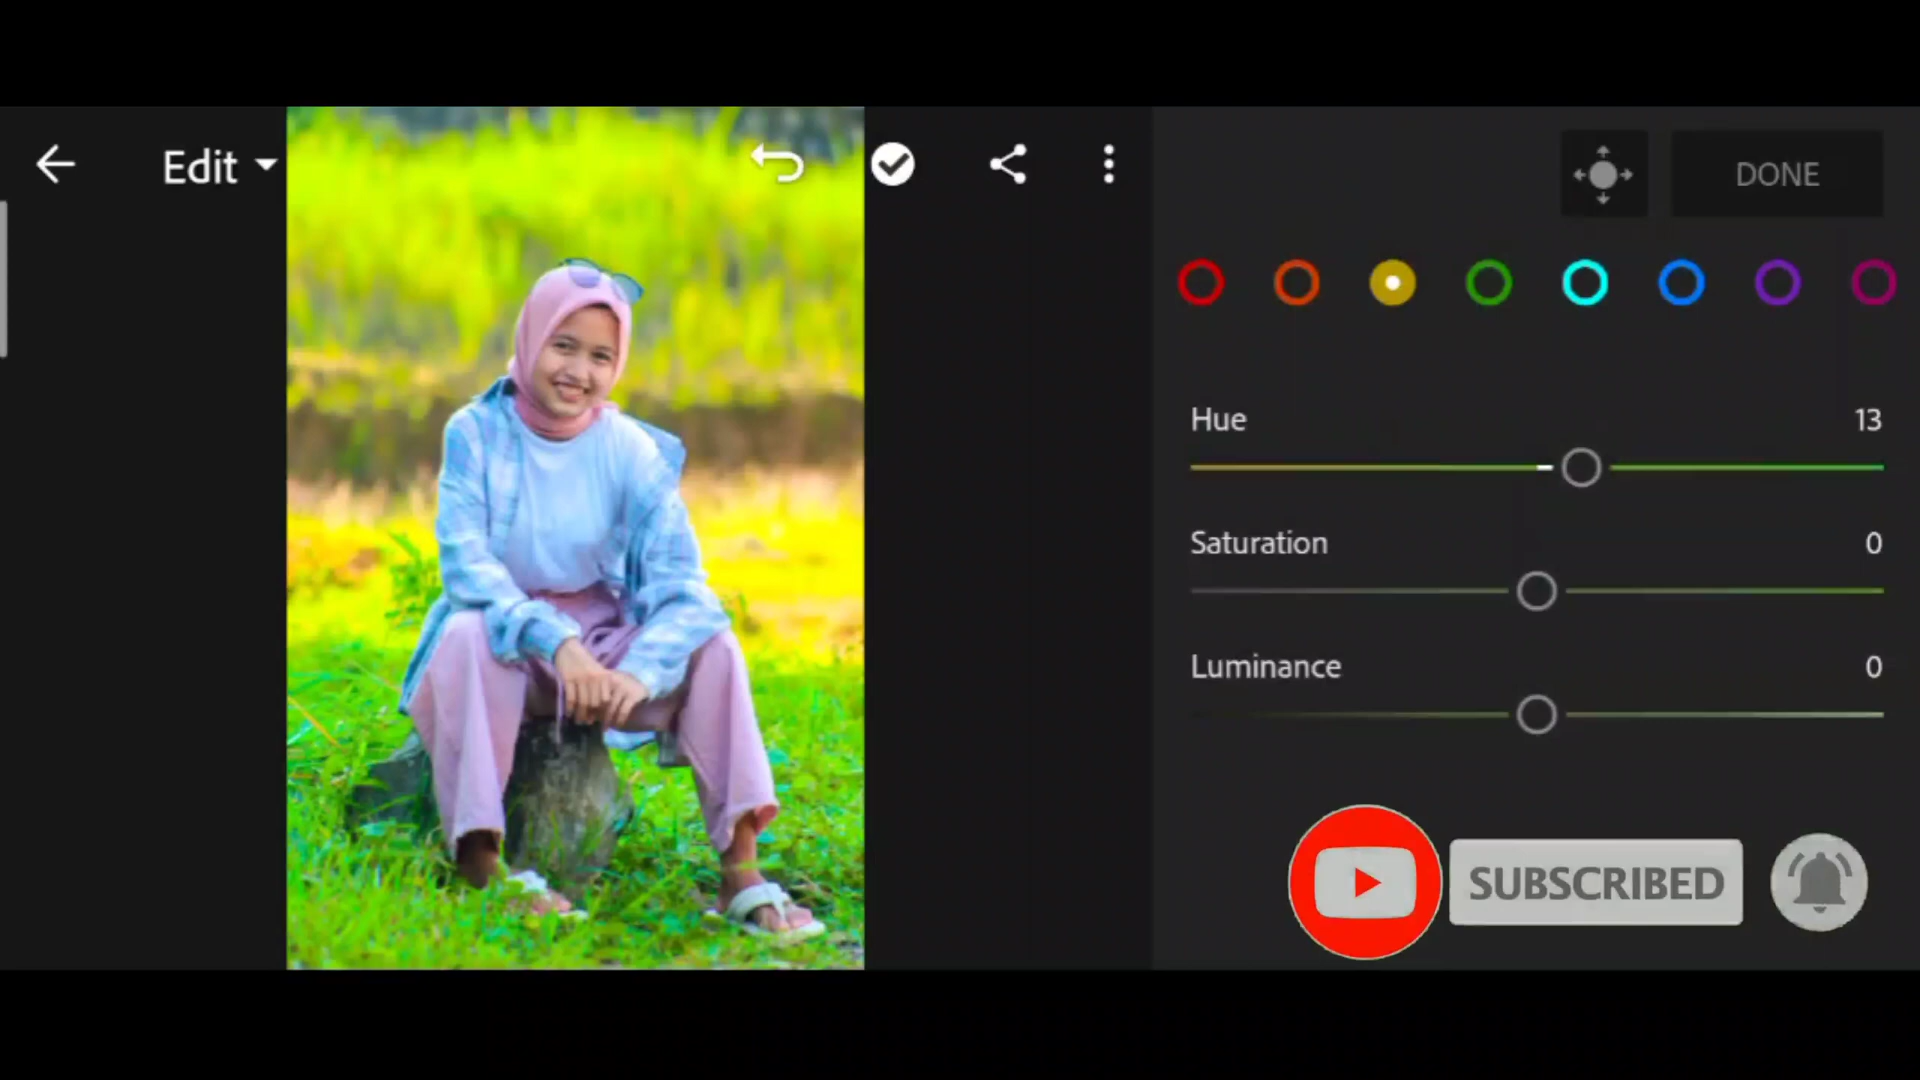 Edit
DONE
Hue 13
Saturation 0
Luminance 0
SUBSCRIBED